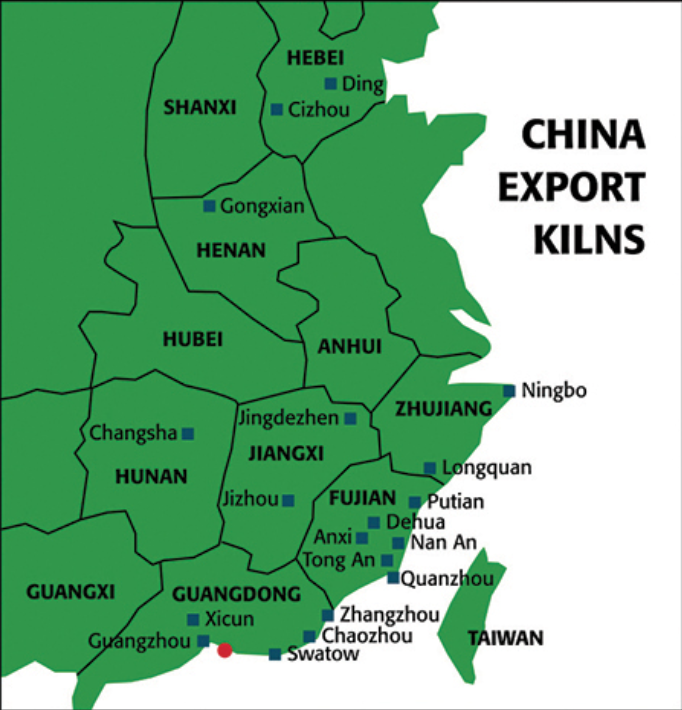 HEBEI
Ding
SHANXI
Cizhou
CHINA
EXPORT
KILNS
Gongxian
HENAN
HUBEI
ANHUI
Ningbo
ZHUJIANG
Jingdezhen
Changsha
JIANGXI
Longquan
HUNAN
FUJIAN
Jizhou
Putian
Dehua
Anxi
Nan An
Tong An
Quanzhou
GUANGXI
GUANGDONG
Zhangzhou
Xicun
Chaozhou
TAIWAN
Guangzhou
Swatow